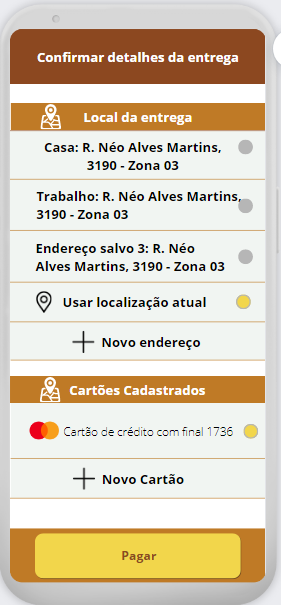 Confirmar detalhes da entrega
Local da entrega
Casa: R. Néo Alves Martins,
3190 - Zona 03
Trabalho: R. Néo Alves Martins,
3190 - Zona 03
Endereço salvo 3: R. Néo
Alves Martins, 3190 - Zona 03
Usar localização atual
Novo endereço
Cartões Cadastrados
Cartão de crédito com final 1736
Novo Cartão
Pagar